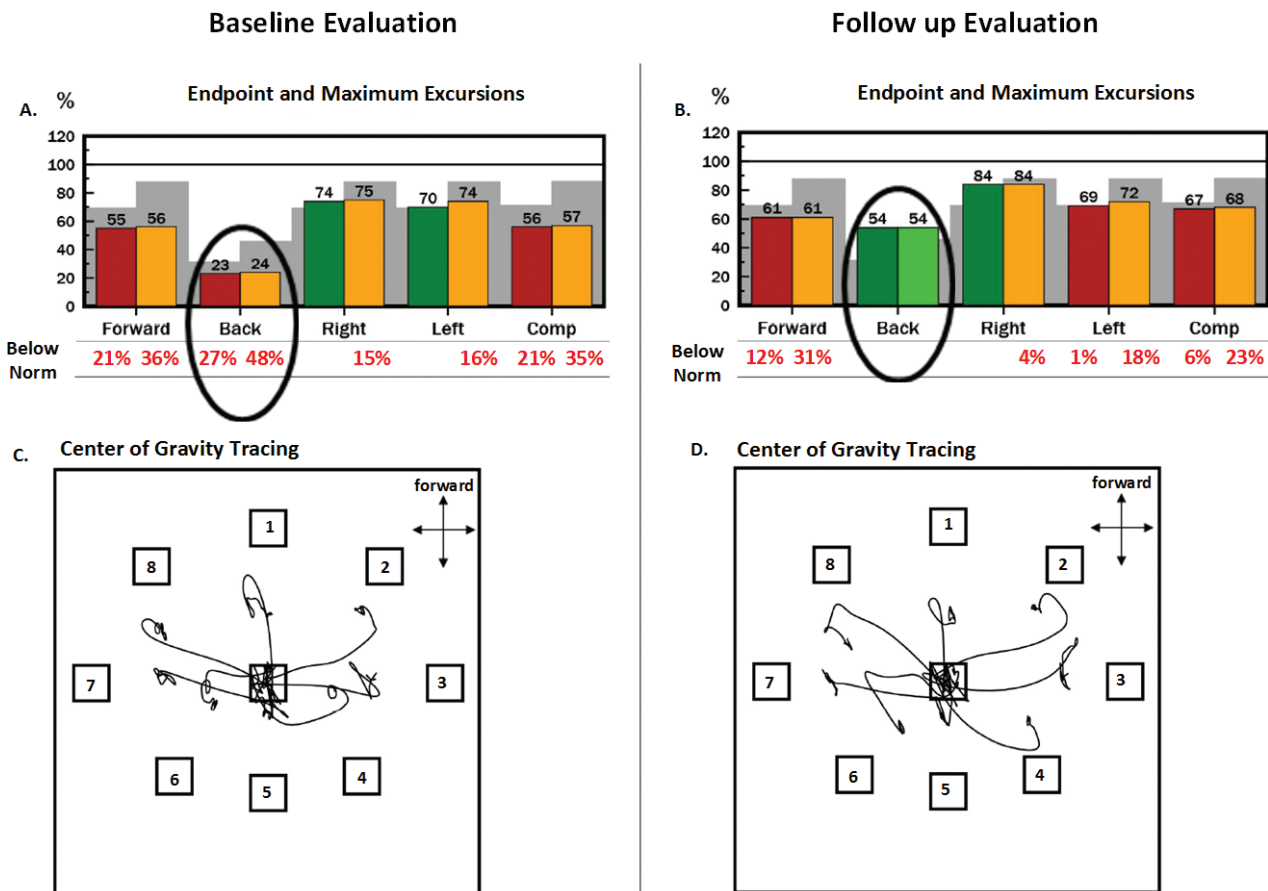 Baseline Evaluation
A.
%
Endpoint and Maximum Excursions
120
100
80
60
40
20
0
55 56
23 24
74 75
70 74
56 57
Forward Back Right Left Comp
Below
Norm
21% 36% 27% 48% 15% 16% 21% 35%
C.
Center of Gravity Tracing
forward
1
2
3
4
5
6
7
8
Follow up Evaluation
B.
%
Endpoint and Maximum Excursions
120
100
80
60
40
20
0
61 61
54 54
84 84
69 72
67 68
Forward Back Right Left Comp
Below
Norm
12% 31% 4% 1% 18% 6% 23%
D.
Center of Gravity Tracing
forward
1
2
3
4
5
6
7
8